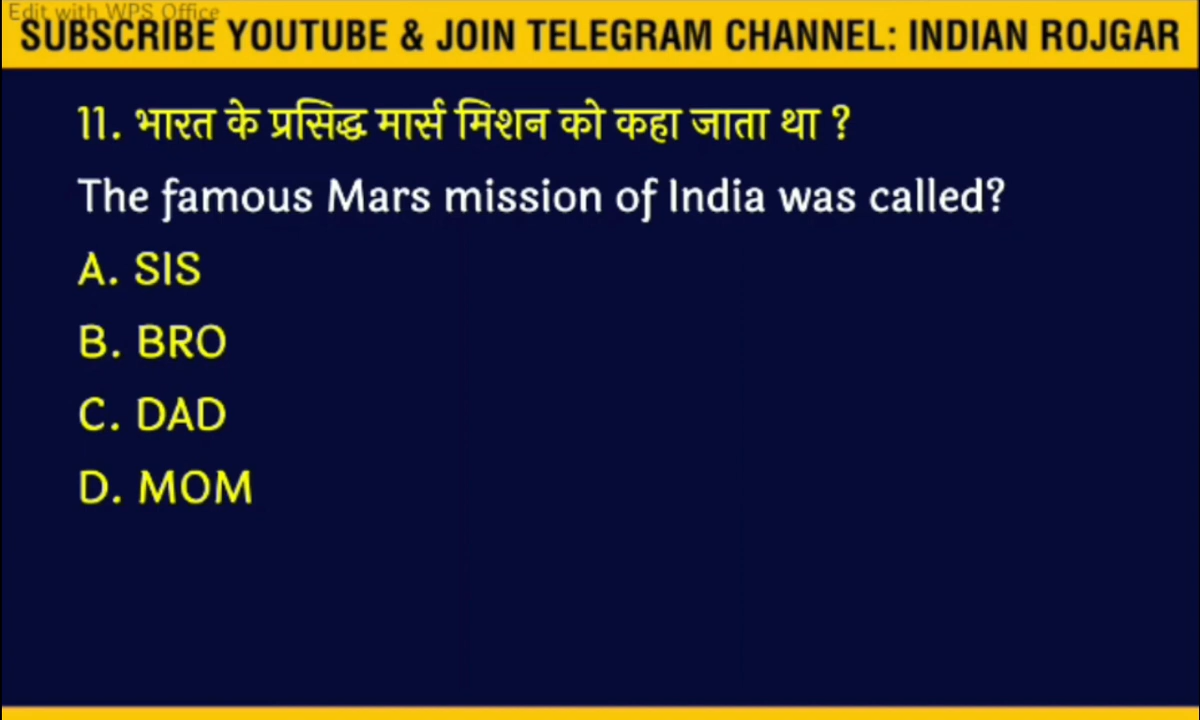 Edit with WPS Office
SUBSCRIBE YOUTUBE & JOIN TELEGRAM CHANNEL: INDIAN ROJGAR
11. भारत के प्रसिद्ध मार्स मिशन को कहा जाता था ?
The famous Mars mission of India was called?
A. SIS
B. BRO
C. DAD
D. MOM